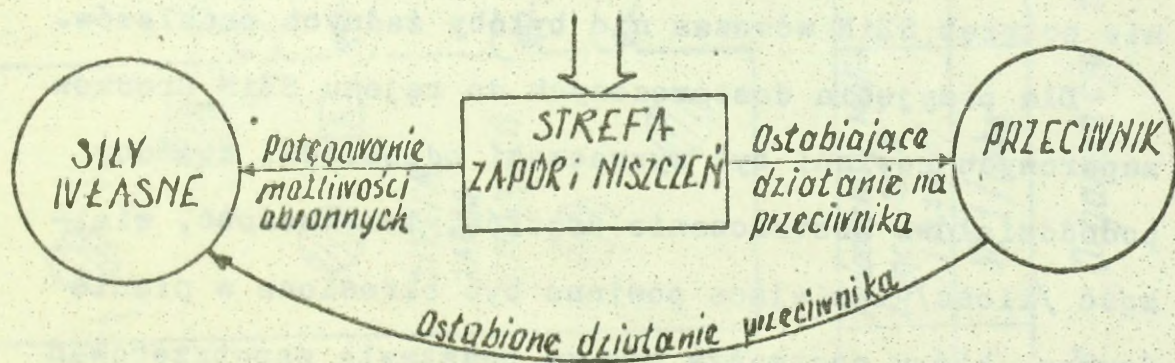 SIŁY
WŁASNE
Potęgowanie
możliwości
obronnych
STREFA
ZAPÓR i NISZCZEŃ
Osłabiające
działanie na
przeciwnika
PRZECIWNIK
Osłabione działanie przeciwnika